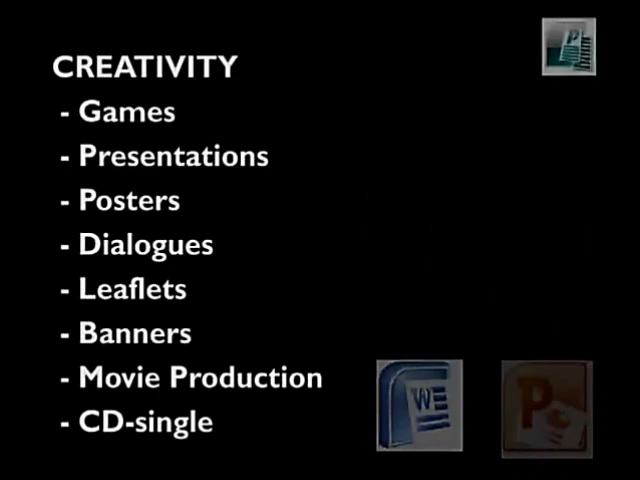 CREATIVITY
- Games
- Presentations
- Posters
- Dialogues
- Leaflets
- Banners
- Movie Production
- CD-single
P
W
P